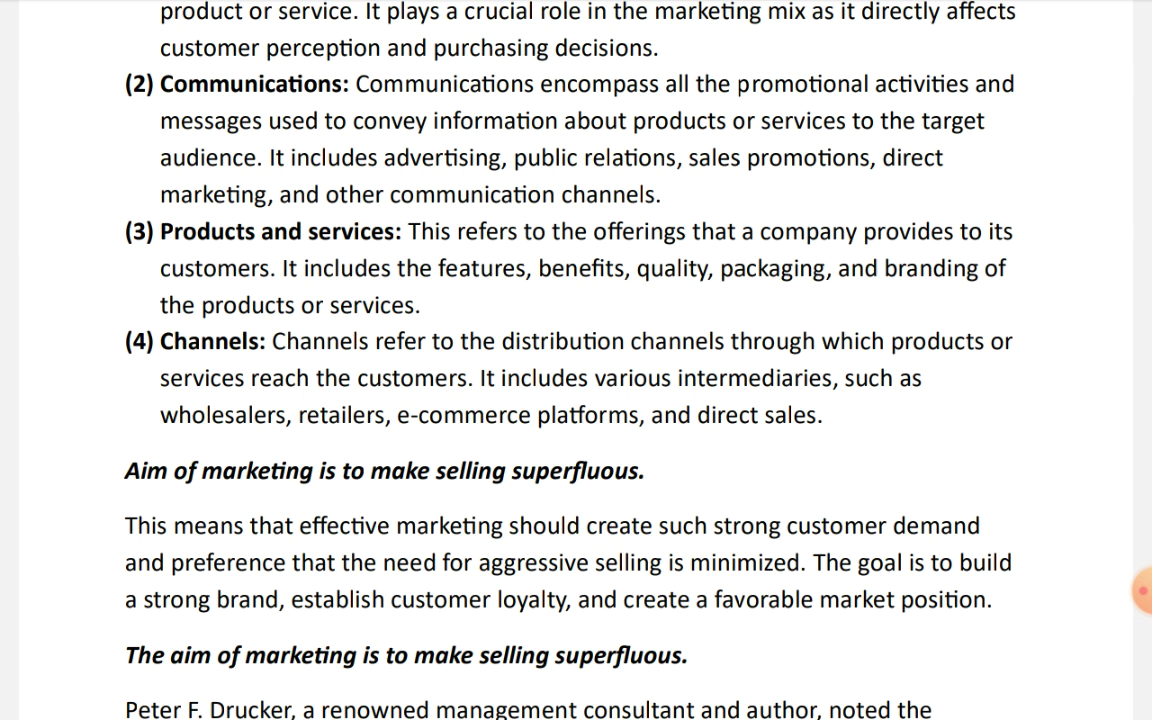 product or service. It plays a crucial role in the marketing mix as it directly affects
customer perception and purchasing decisions.
(2) Communications: Communications encompass all the promotional activities and
messages used to convey information about products or services to the target
audience. It includes advertising, public relations, sales promotions, direct
marketing, and other communication channels.
(3) Products and services: This refers to the offerings that a company provides to its
customers. It includes the features, benefits, quality, packaging, and branding of
the products or services.
(4) Channels: Channels refer to the distribution channels through which products or
services reach the customers. It includes various intermediaries, such as
wholesalers, retailers, e-commerce platforms, and direct sales.
Aim of marketing is to make selling superfluous.
This means that effective marketing should create such strong customer demand
and preference that the need for aggressive selling is minimized. The goal is to build
a strong brand, establish customer loyalty, and create a favorable market position.
The aim of marketing is to make selling superfluous.
Peter F. Drucker, a renowned management consultant and author, noted the